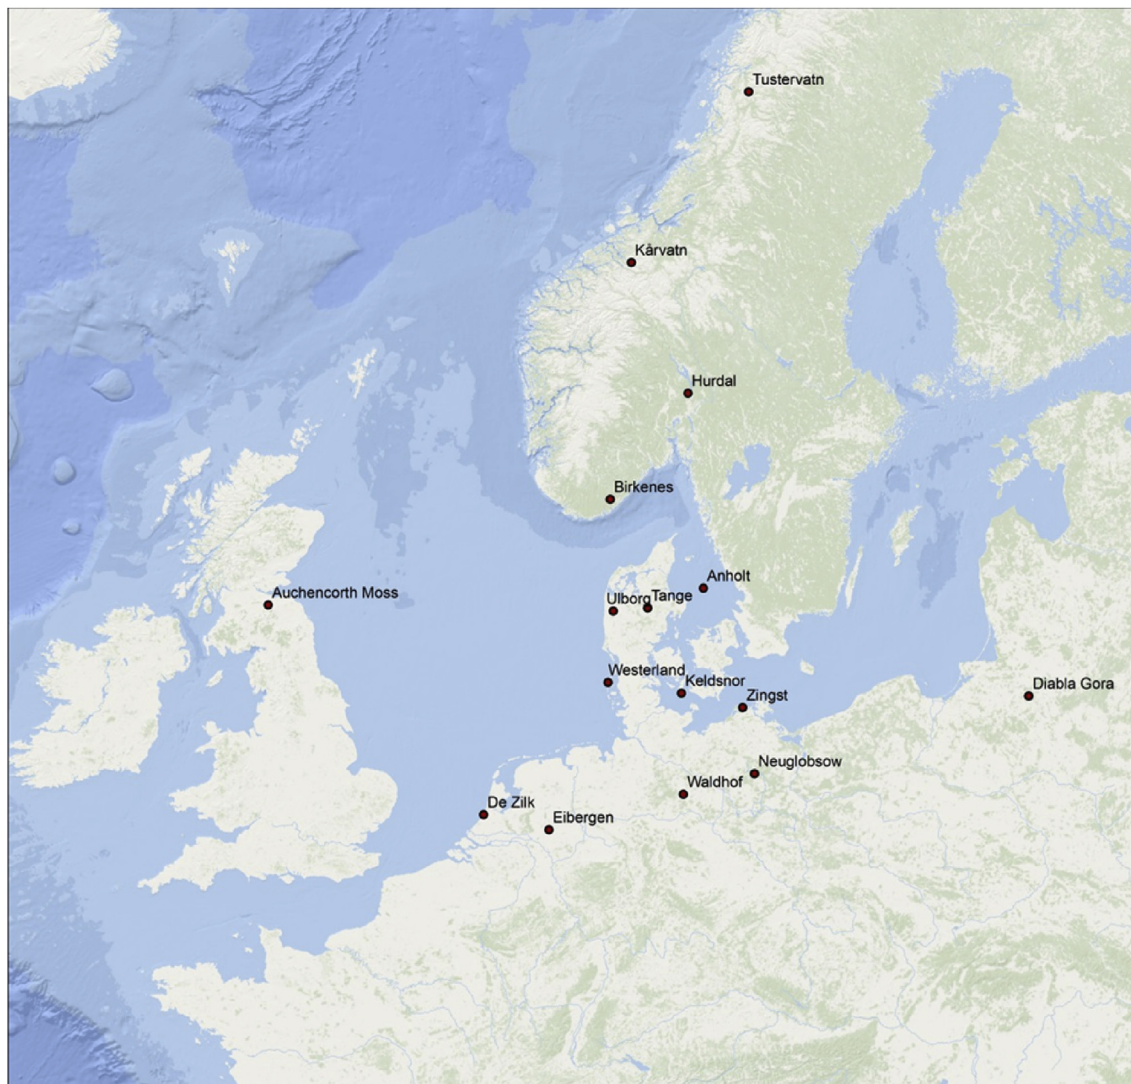 Tustervatn
Kårvatn
Hurdal
Birkenes
Anholt
Auchencorth Moss
Ulborg
Tange
Westerland
Keldsnor
Diabla Gora
Zingst
Neuglobsow
Waldhof
De Zilk
Eibergen